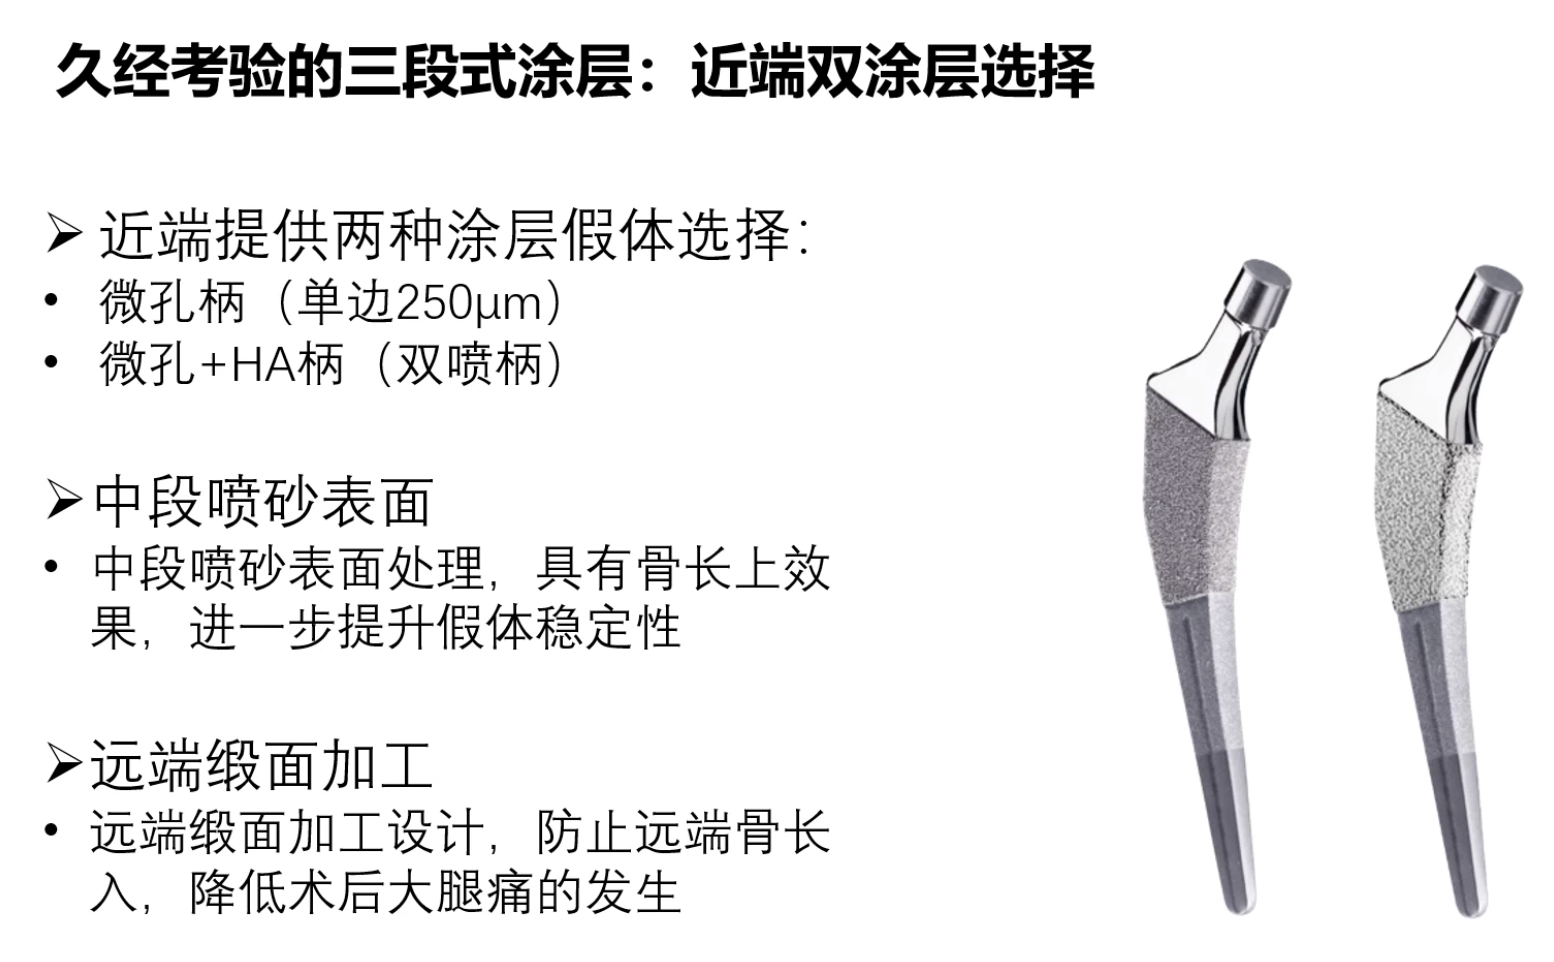 久经考验的三段式涂层：近端双涂层选择
➢ 近端提供两种涂层假体选择：
• 微孔柄（单边250μm）
• 微孔+HA柄（双喷柄）
➢ 中段喷砂表面
• 中段喷砂表面处理，具有骨长上效
果，进一步提升假体稳定性
➢ 远端缎面加工
• 远端缎面加工设计，防止远端骨长
入，降低术后大腿痛的发生